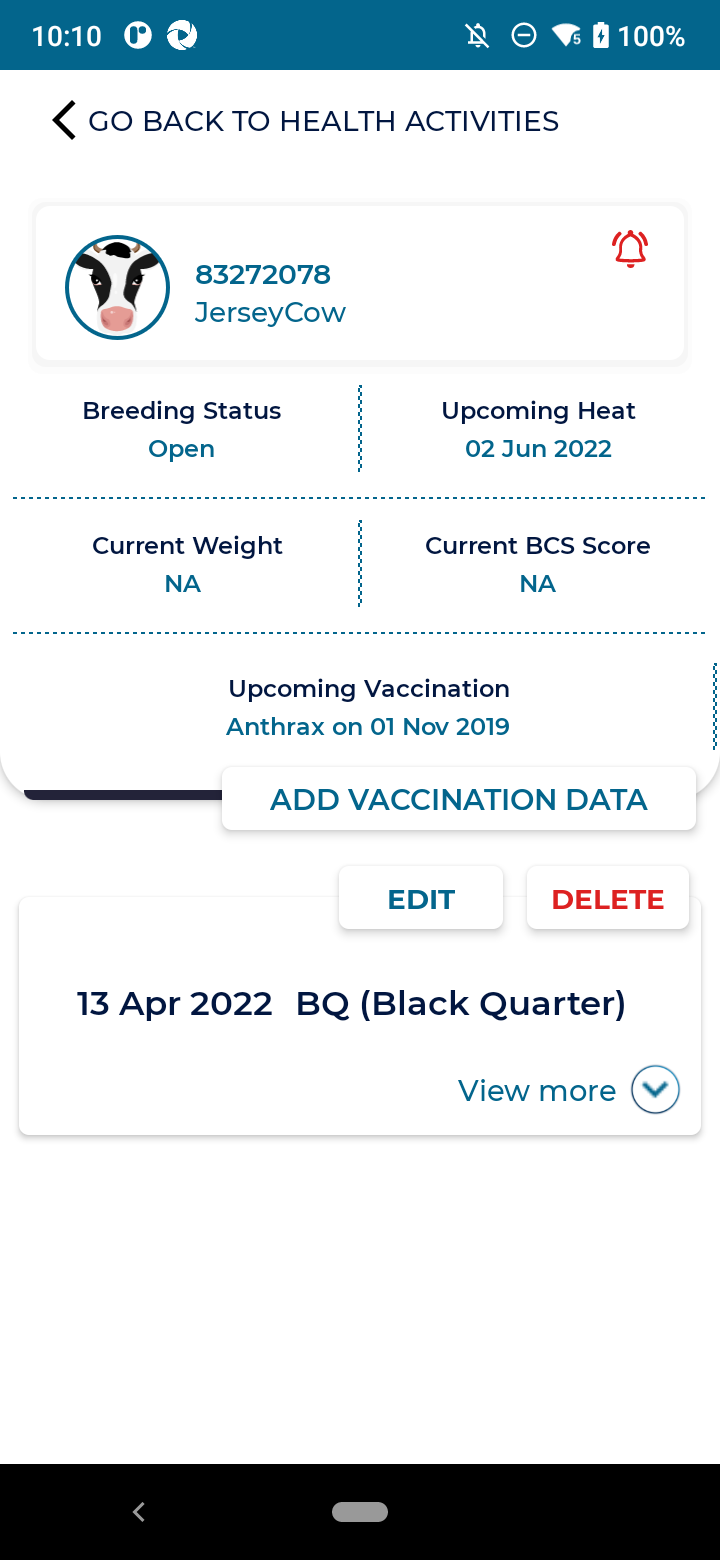 10:10
5 100%
GO BACK TO HEALTH ACTIVITIES
83272078
JerseyCow
Breeding Status
Open
Upcoming Heat
02 Jun 2022
Current Weight
NA
Current BCS Score
NA
Upcoming Vaccination
Anthrax on 01 Nov 2019
ADD VACCINATION DATA
EDIT
DELETE
13 Apr 2022 BQ (Black Quarter)
View more